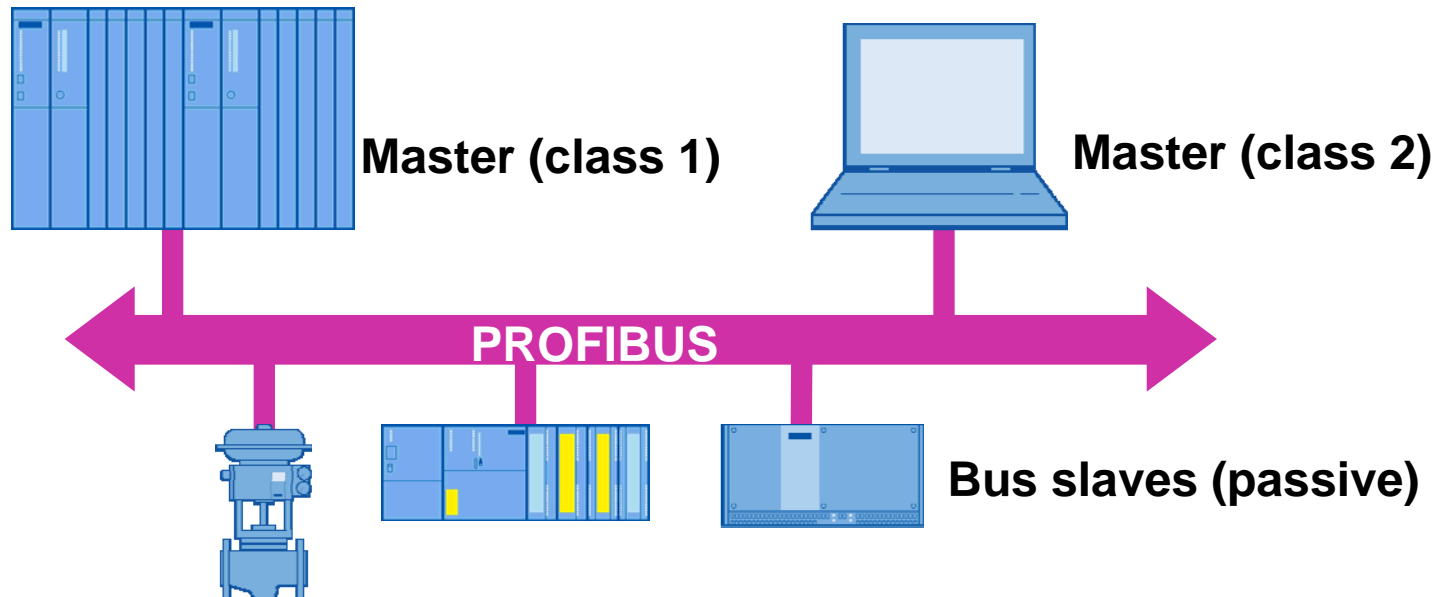 Master (class 1)
Master (class 2)
PROFIBUS
Bus slaves (passive)